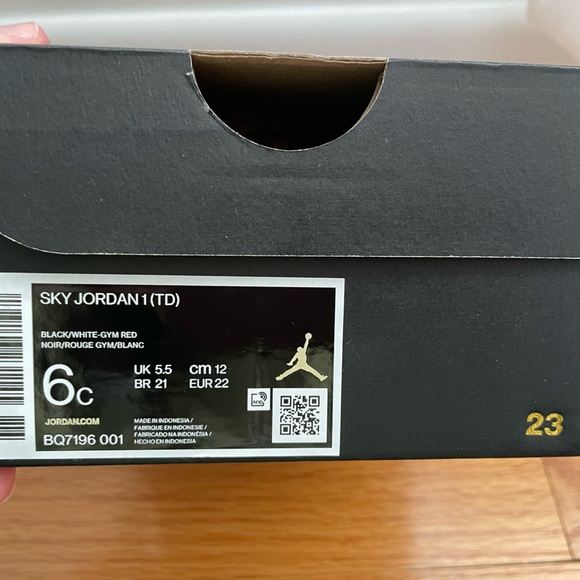 SKY JORDAN 1 (TD)
BLACK/WHITE-GYM RED
NOIR/ROUGE GYM/BLANC
6C
UK 5.5 CM 12
BR 21 EUR 22
JORDAN.COM
BQ7196 001
MADE IN INDONESIA /
FABRIQUE EN INDONESIE /
FABRICADO NA INDONÉSIA /
HECHO EN INDONESIA
RFID
23